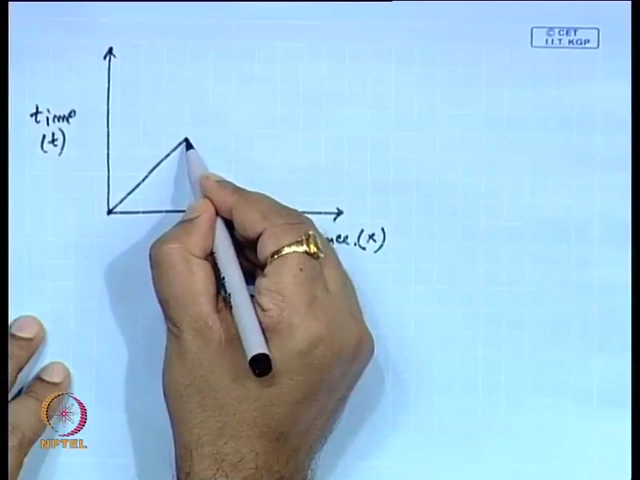 © CET
I.I.T. KGP
time
(t)
(x)
NPTEL